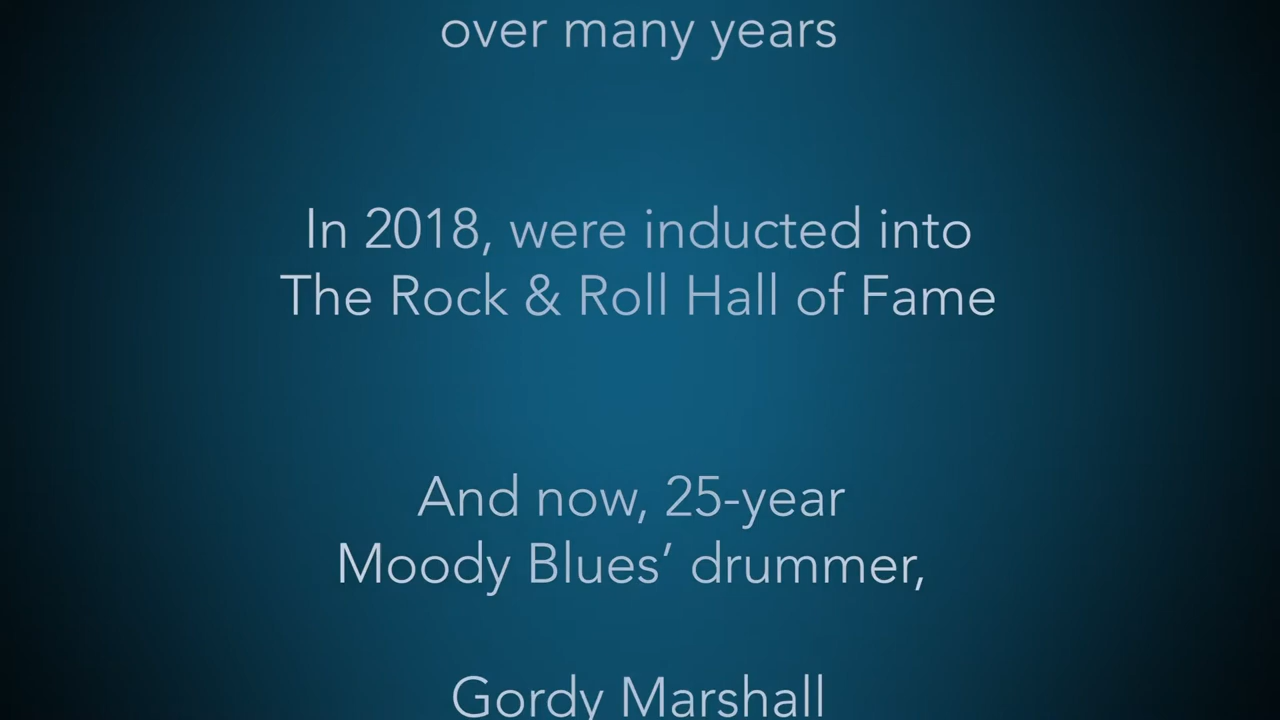 over many years
In 2018, were inducted into
The Rock & Roll Hall of Fame
And now, 25-year
Moody Blues’ drummer,
Gordy Marshall